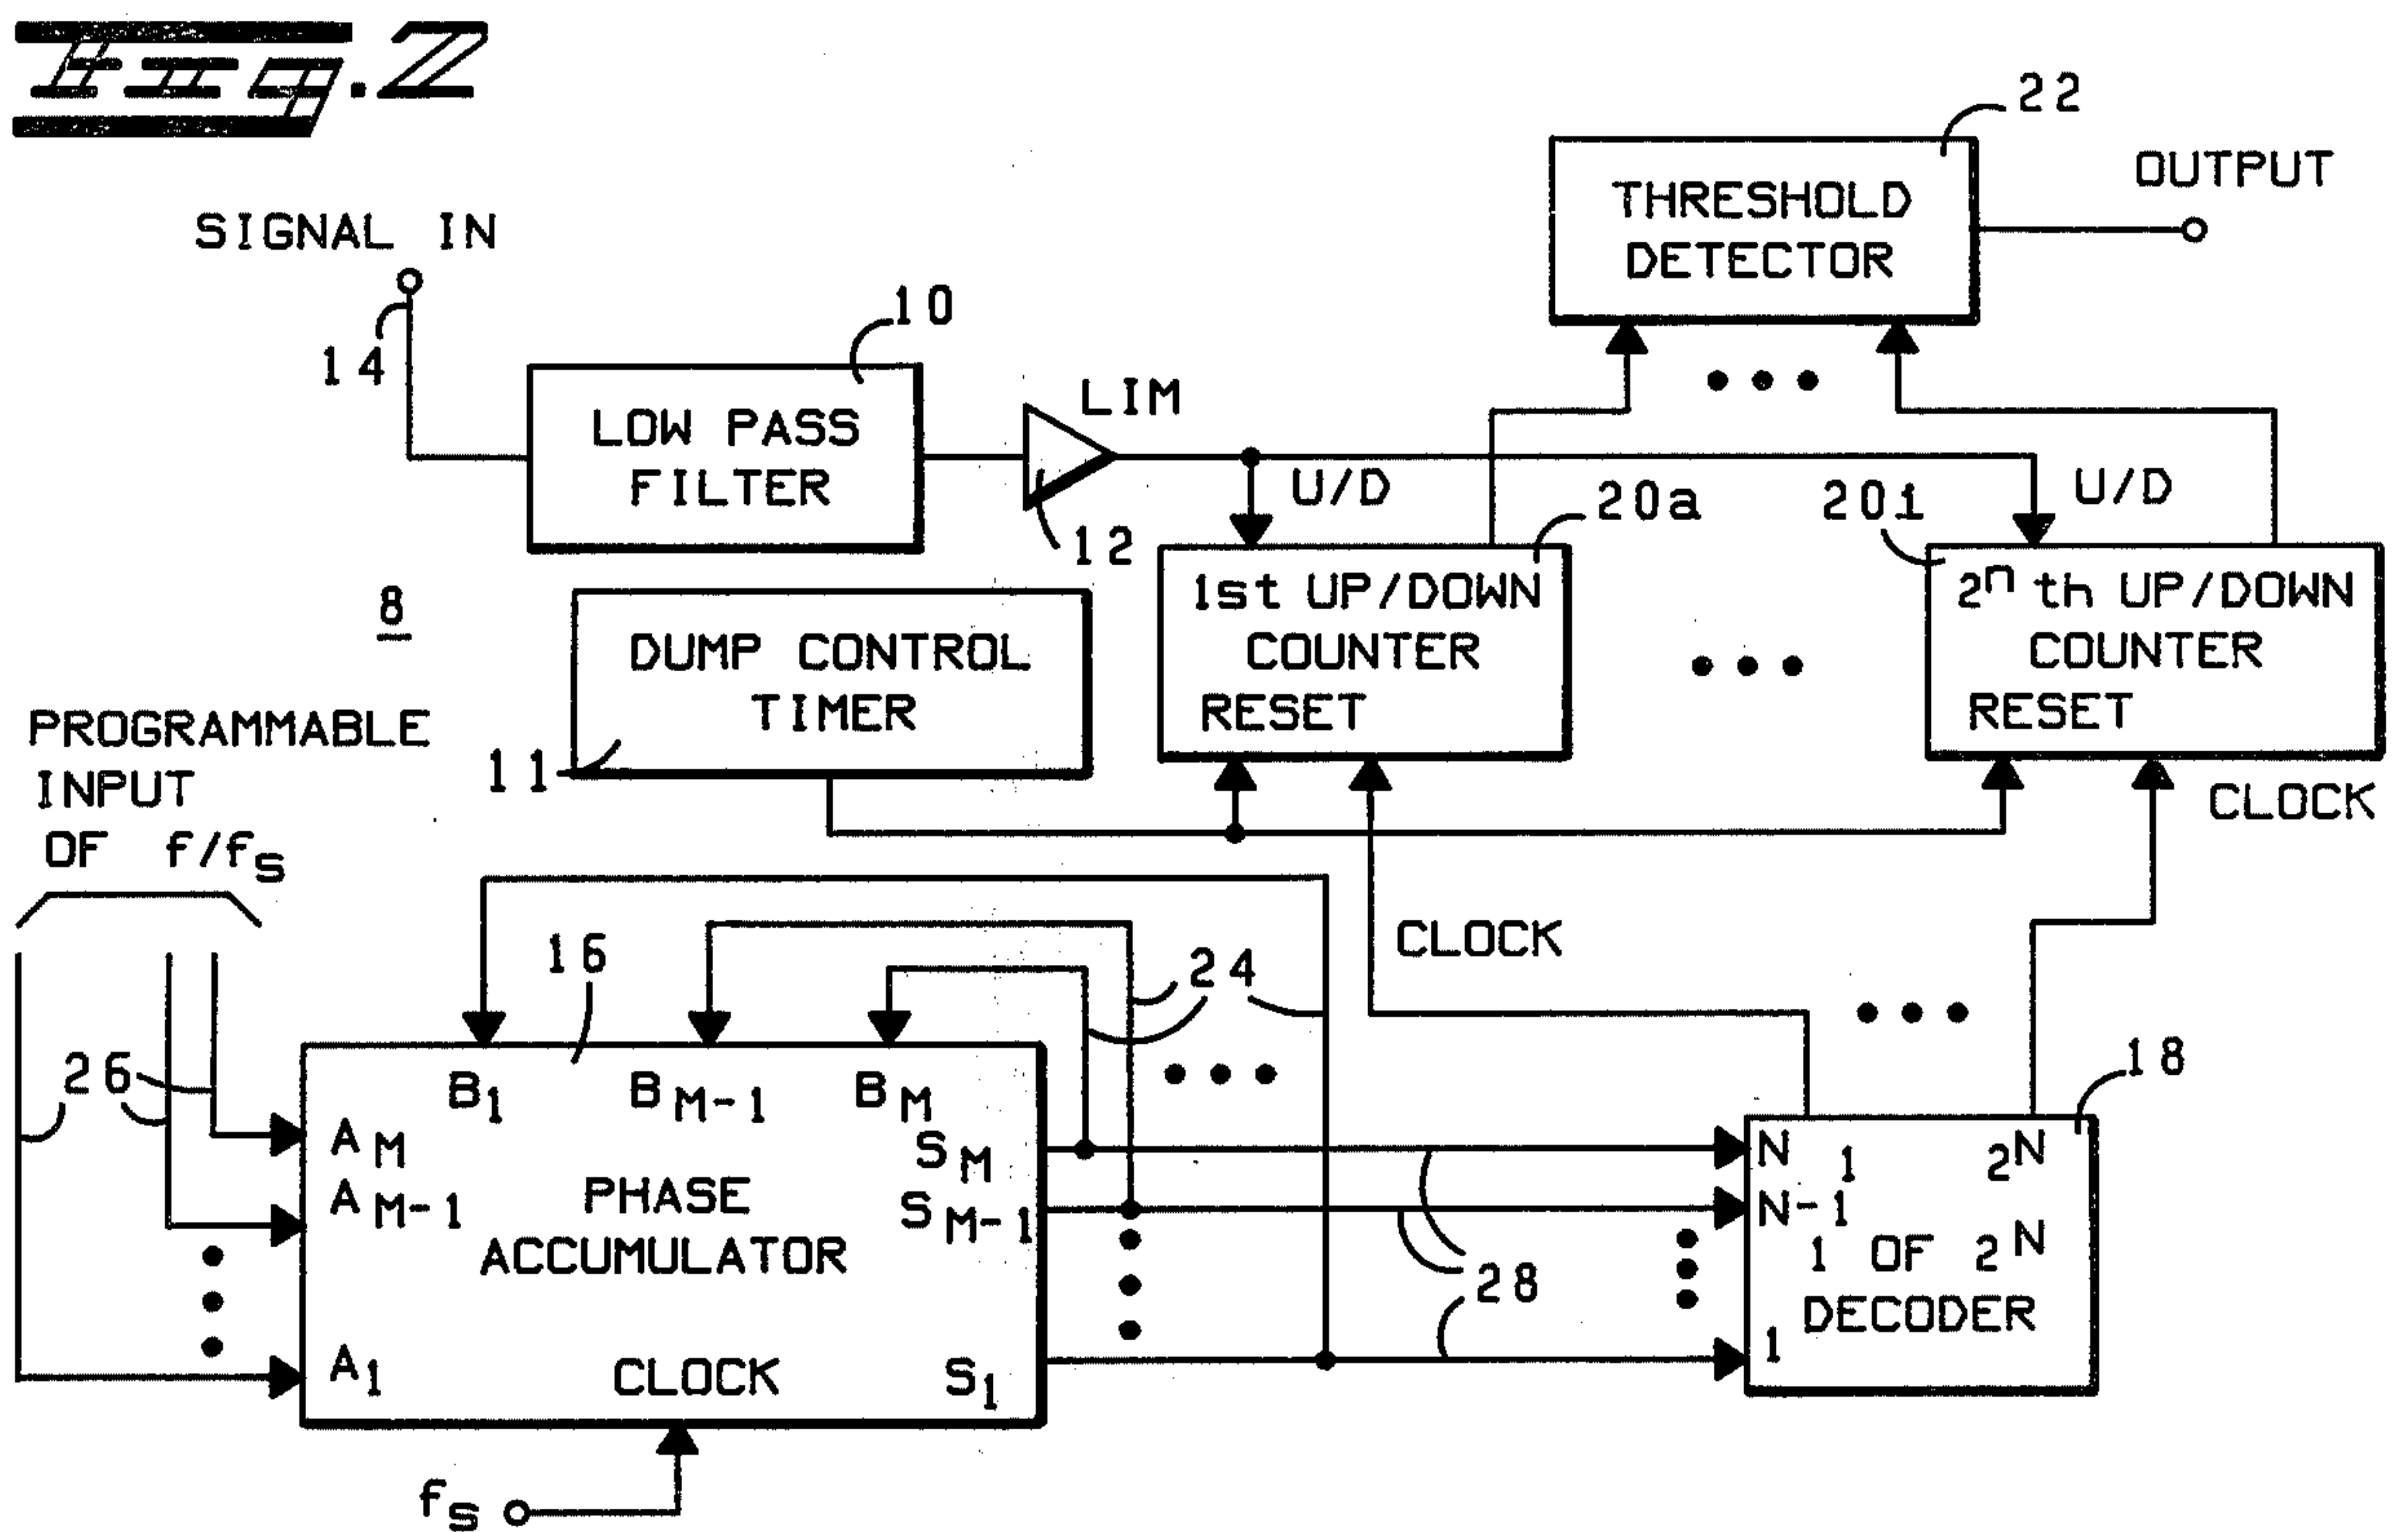 Fig. 2
22
THRESHOLD
DETECTOR
OUTPUT
SIGNAL IN
14
10
LOW PASS
FILTER
LIM
12
U/D
20a
20i
U/D
8
DUMP CONTROL
TIMER
11
1st UP/DOWN
COUNTER
RESET
2ⁿ th UP/DOWN
COUNTER
RESET
CLOCK
PROGRAMMABLE
INPUT
OF f/fS
CLOCK
16
24
26
18
B1 BM-1 BM
AM
AM-1
A1
PHASE
ACCUMULATOR
CLOCK
SM
SM-1
S1
28
N 1 2ᴺ
N-1
1 OF 2ᴺ
DECODER
1
fS